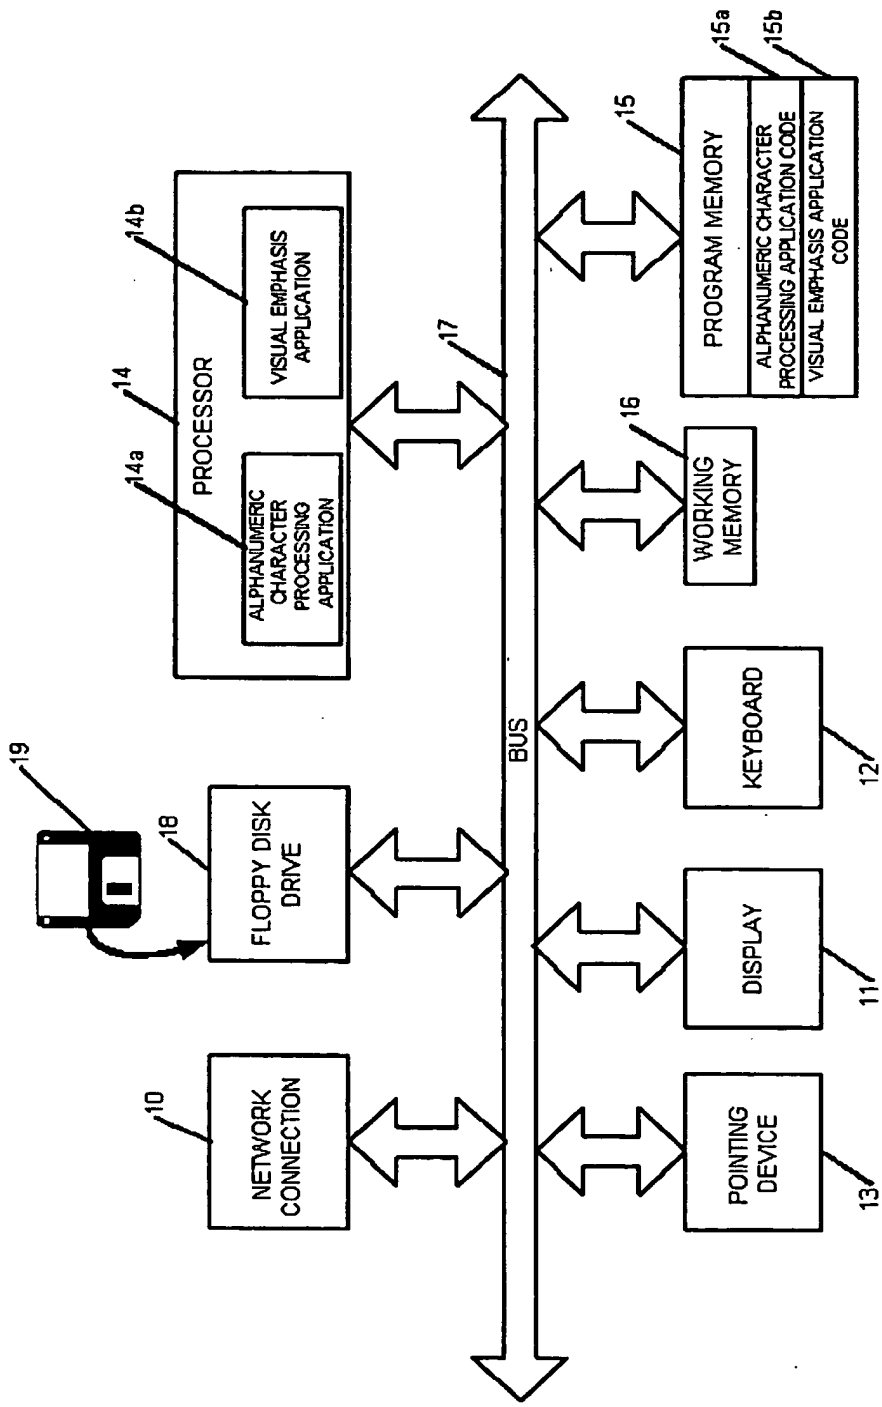 19
10
NETWORK
CONNECTION
18
FLOPPY DISK
DRIVE
14
PROCESSOR
14a
ALPHANUMERIC
CHARACTER
PROCESSING
APPLICATION
14b
VISUAL EMPHASIS
APPLICATION
BUS
17
13
POINTING
DEVICE
11
DISPLAY
12
KEYBOARD
16
WORKING
MEMORY
15
PROGRAM MEMORY
15a
ALPHANUMERIC CHARACTER
PROCESSING APPLICATION CODE
15b
VISUAL EMPHASIS APPLICATION
CODE